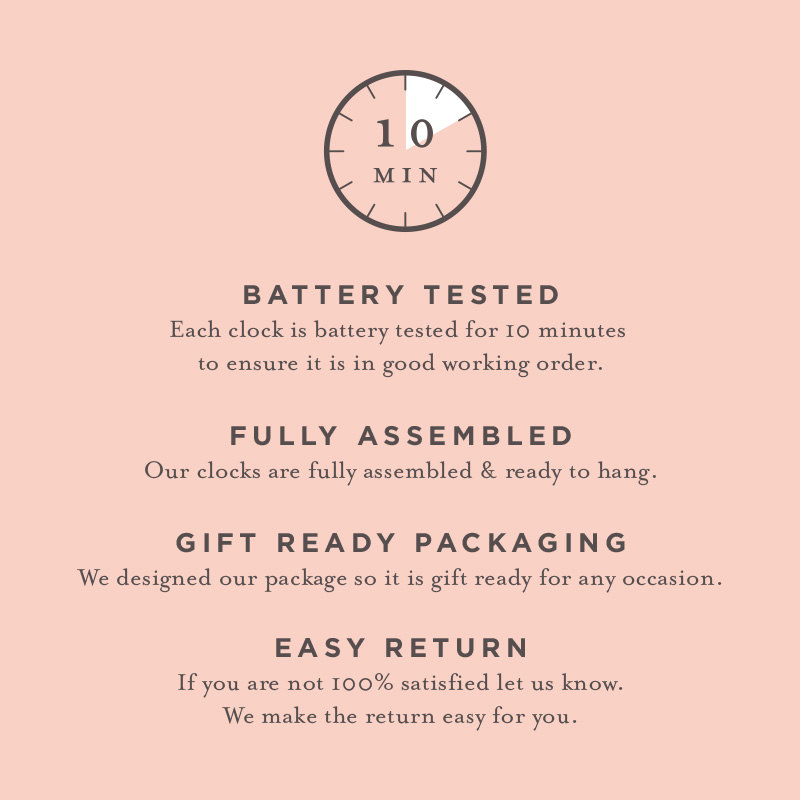 10
MIN
BATTERY TESTED
Each clock is battery tested for 10 minutes
to ensure it is in good working order.
FULLY ASSEMBLED
Our clocks are fully assembled & ready to hang.
GIFT READY PACKAGING
We designed our package so it is gift ready for any occasion.
EASY RETURN
If you are not 100% satisfied let us know.
We make the return easy for you.